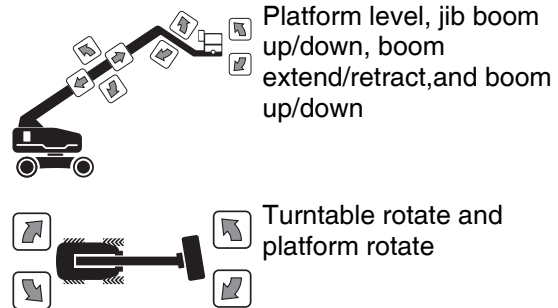 Platform level, jib boom
up/down, boom
extend/retract,and boom
up/down
Turntable rotate and
platform rotate